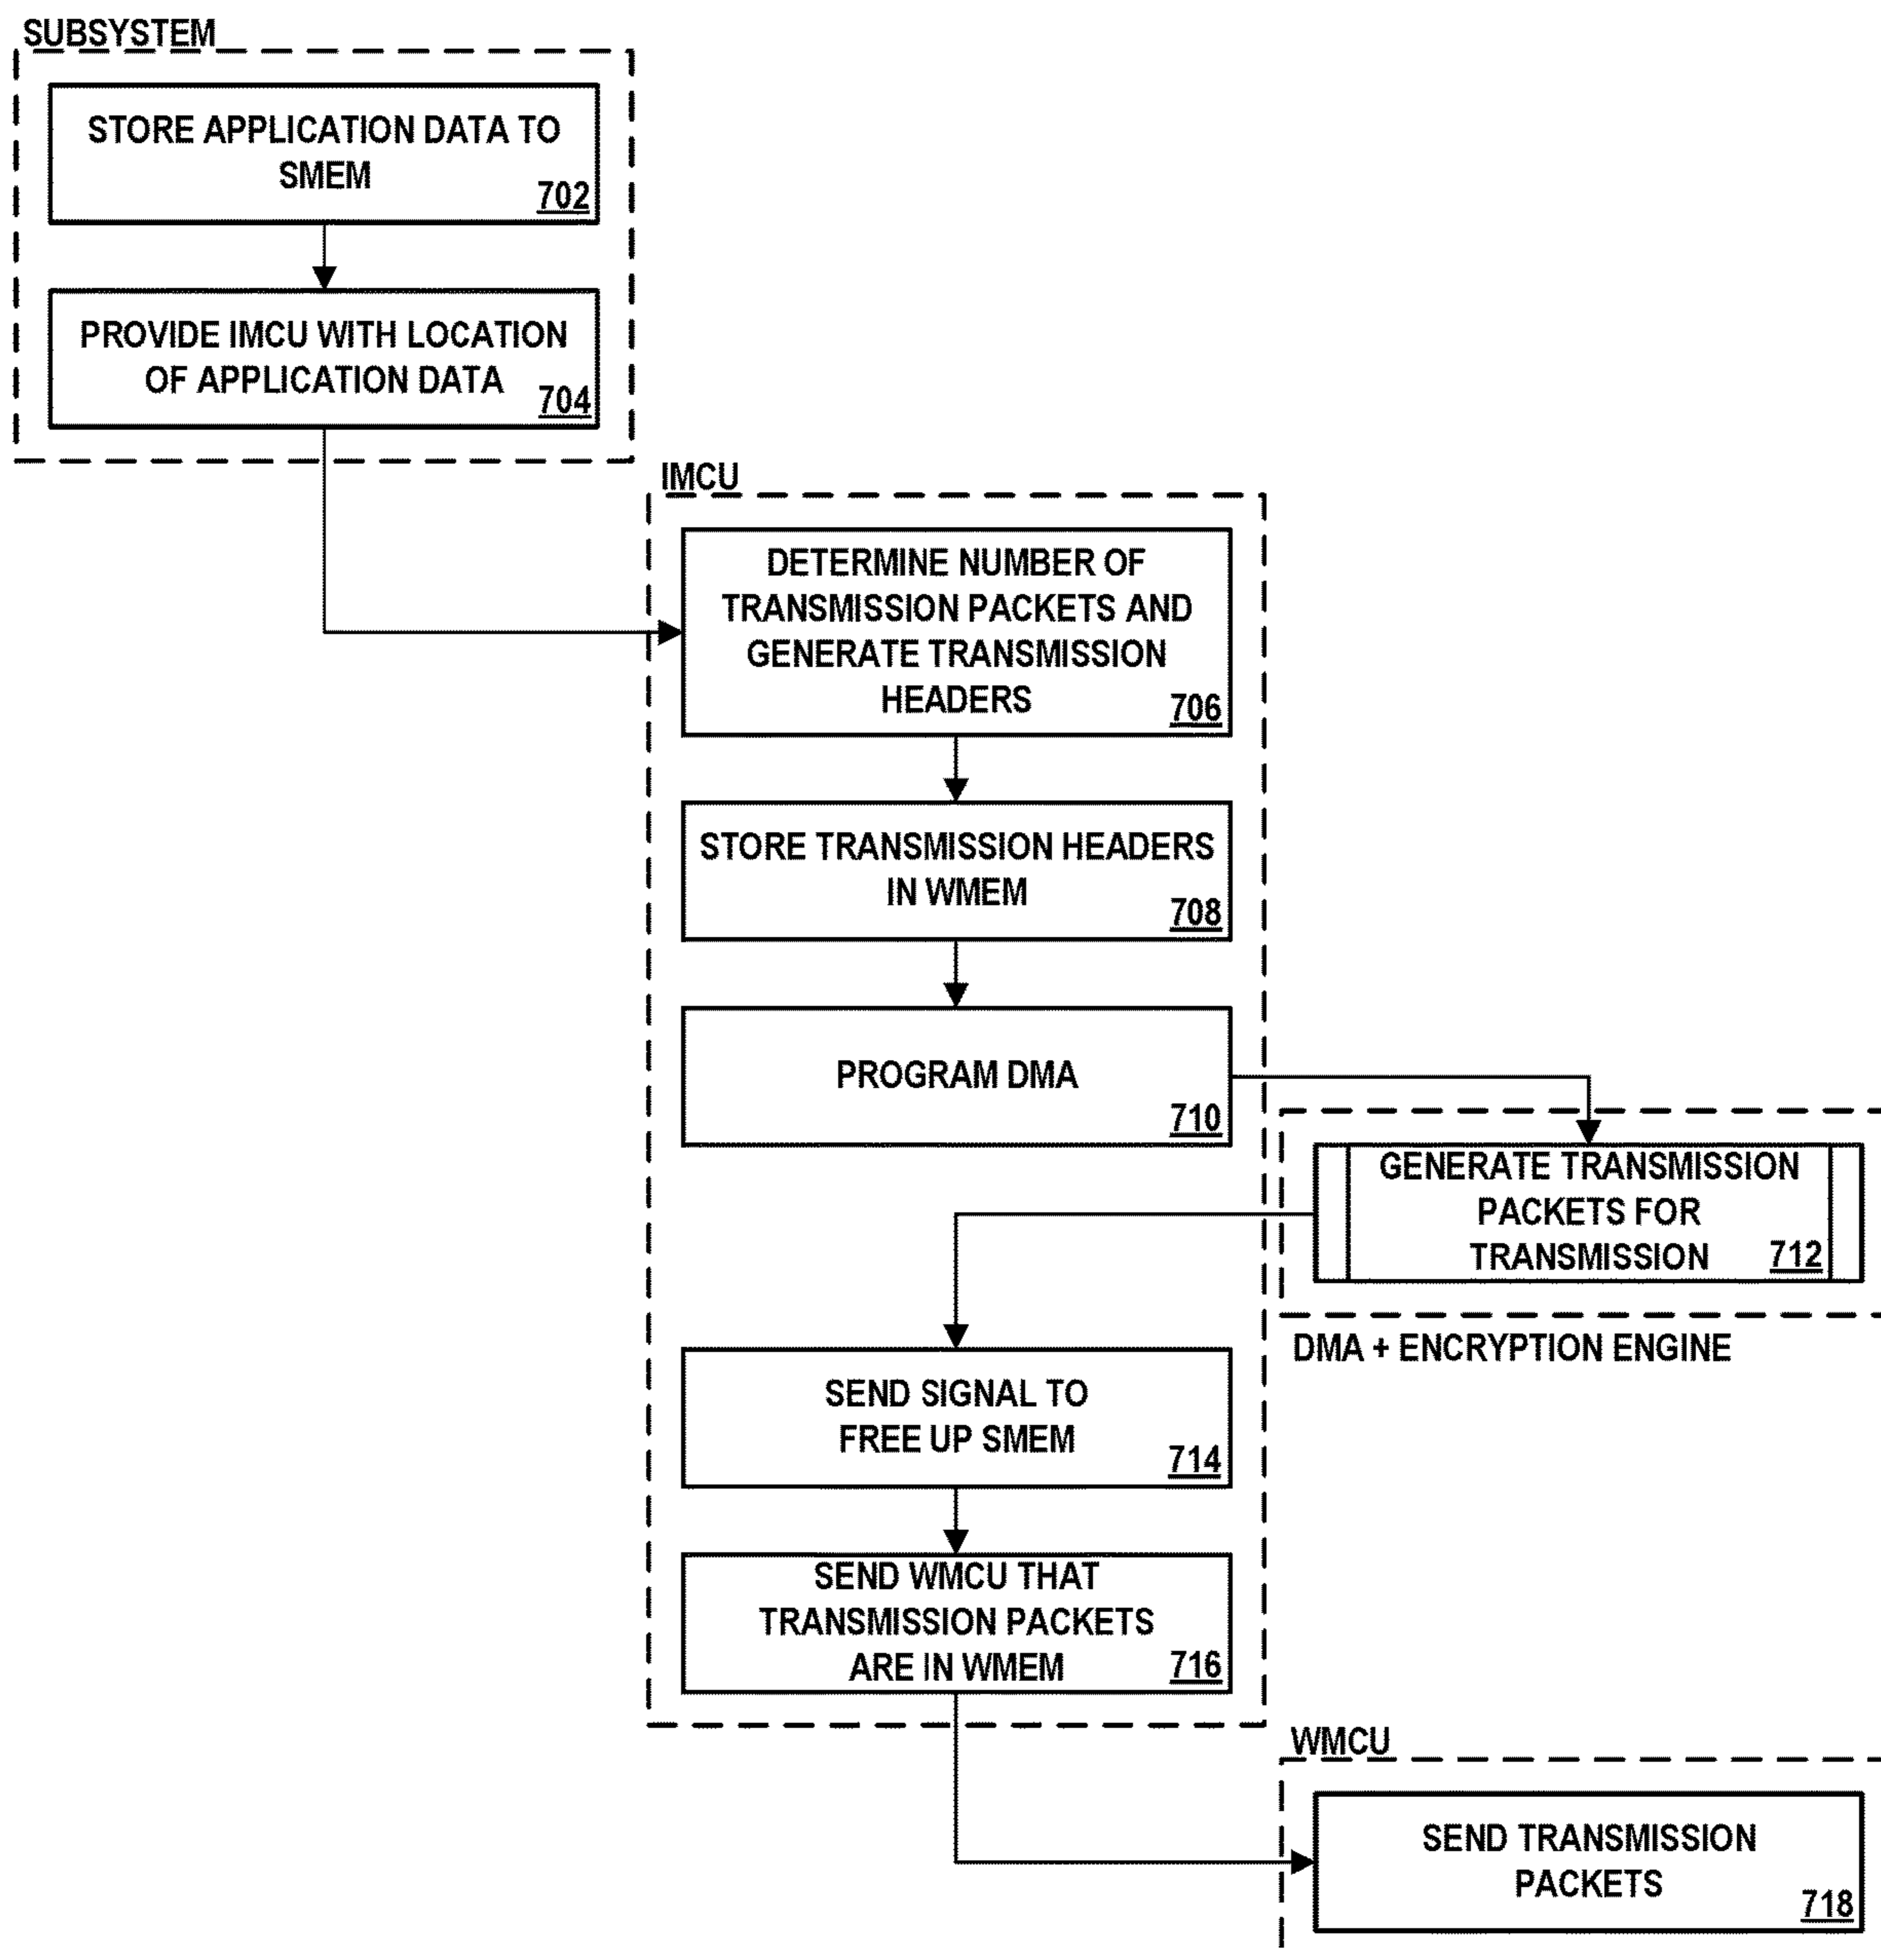 SUBSYSTEM
STORE APPLICATION DATA TO
SMEM
702
PROVIDE IMCU WITH LOCATION
OF APPLICATION DATA
704
IMCU
DETERMINE NUMBER OF
TRANSMISSION PACKETS AND
GENERATE TRANSMISSION
HEADERS
706
STORE TRANSMISSION HEADERS
IN WMEM
708
PROGRAM DMA
710
GENERATE TRANSMISSION
PACKETS FOR
TRANSMISSION
712
DMA + ENCRYPTION ENGINE
SEND SIGNAL TO
FREE UP SMEM
714
SEND WMCU THAT
TRANSMISSION PACKETS
ARE IN WMEM
716
WMCU
SEND TRANSMISSION
PACKETS
718